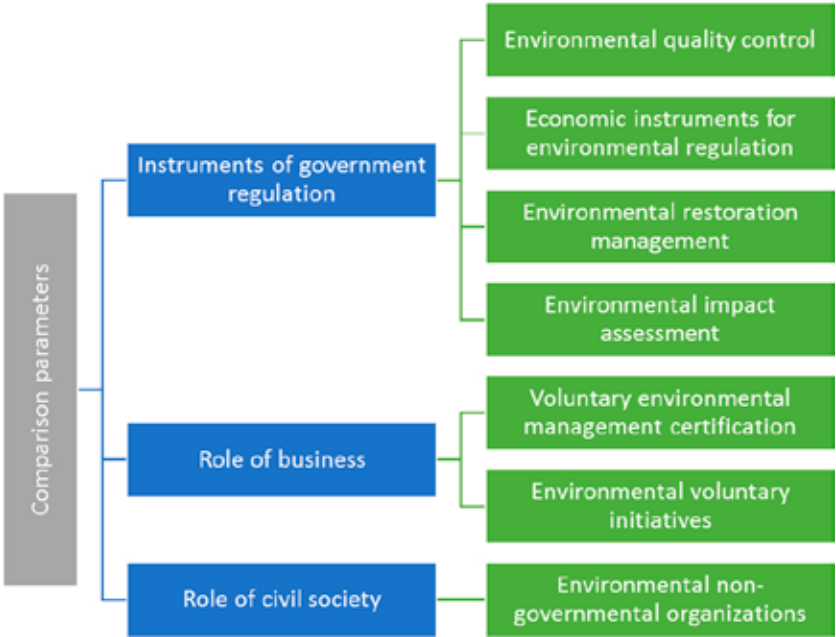 Comparison parameters
Instruments of government
regulation
Environmental quality control
Economic instruments for
environmental regulation
Environmental restoration
management
Environmental impact
assessment
Role of business
Voluntary environmental
management certification
Environmental voluntary
initiatives
Role of civil society
Environmental non-
governmental organizations